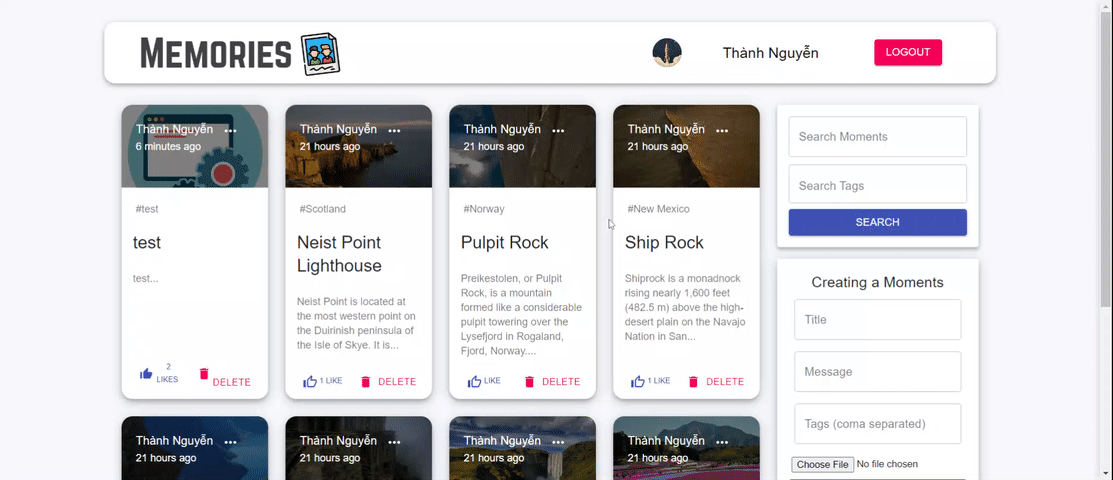 MEMORIES
Thành Nguyễn
LOGOUT
Thành Nguyễn
6 minutes ago
#test
test
test...
2
LIKES
DELETE
Thành Nguyễn
21 hours ago
#Scotland
Neist Point
Lighthouse
Neist Point is located at
the most western point on
the Duirinish peninsula of
the Isle of Skye. It is...
1 LIKE
DELETE
Thành Nguyễn
21 hours ago
#Norway
Pulpit Rock
Preikestolen, or Pulpit
Rock, is a mountain
formed like a considerable
pulpit towering over the
Lysefjord in Rogaland,
Fjord, Norway....
LIKE
DELETE
Thành Nguyễn
21 hours ago
#New Mexico
Ship Rock
Shiprock is a monadnock
rising nearly 1,600 feet
(482.5 m) above the high-
desert plain on the Navajo
Nation in San...
1 LIKE
DELETE
Search Moments
Search Tags
SEARCH
Creating a Moments
Title
Message
Tags (coma separated)
Choose File No file chosen
Thành Nguyễn
21 hours ago
Thành Nguyễn
21 hours ago
Thành Nguyễn
21 hours ago
Thành Nguyễn
21 hours ago